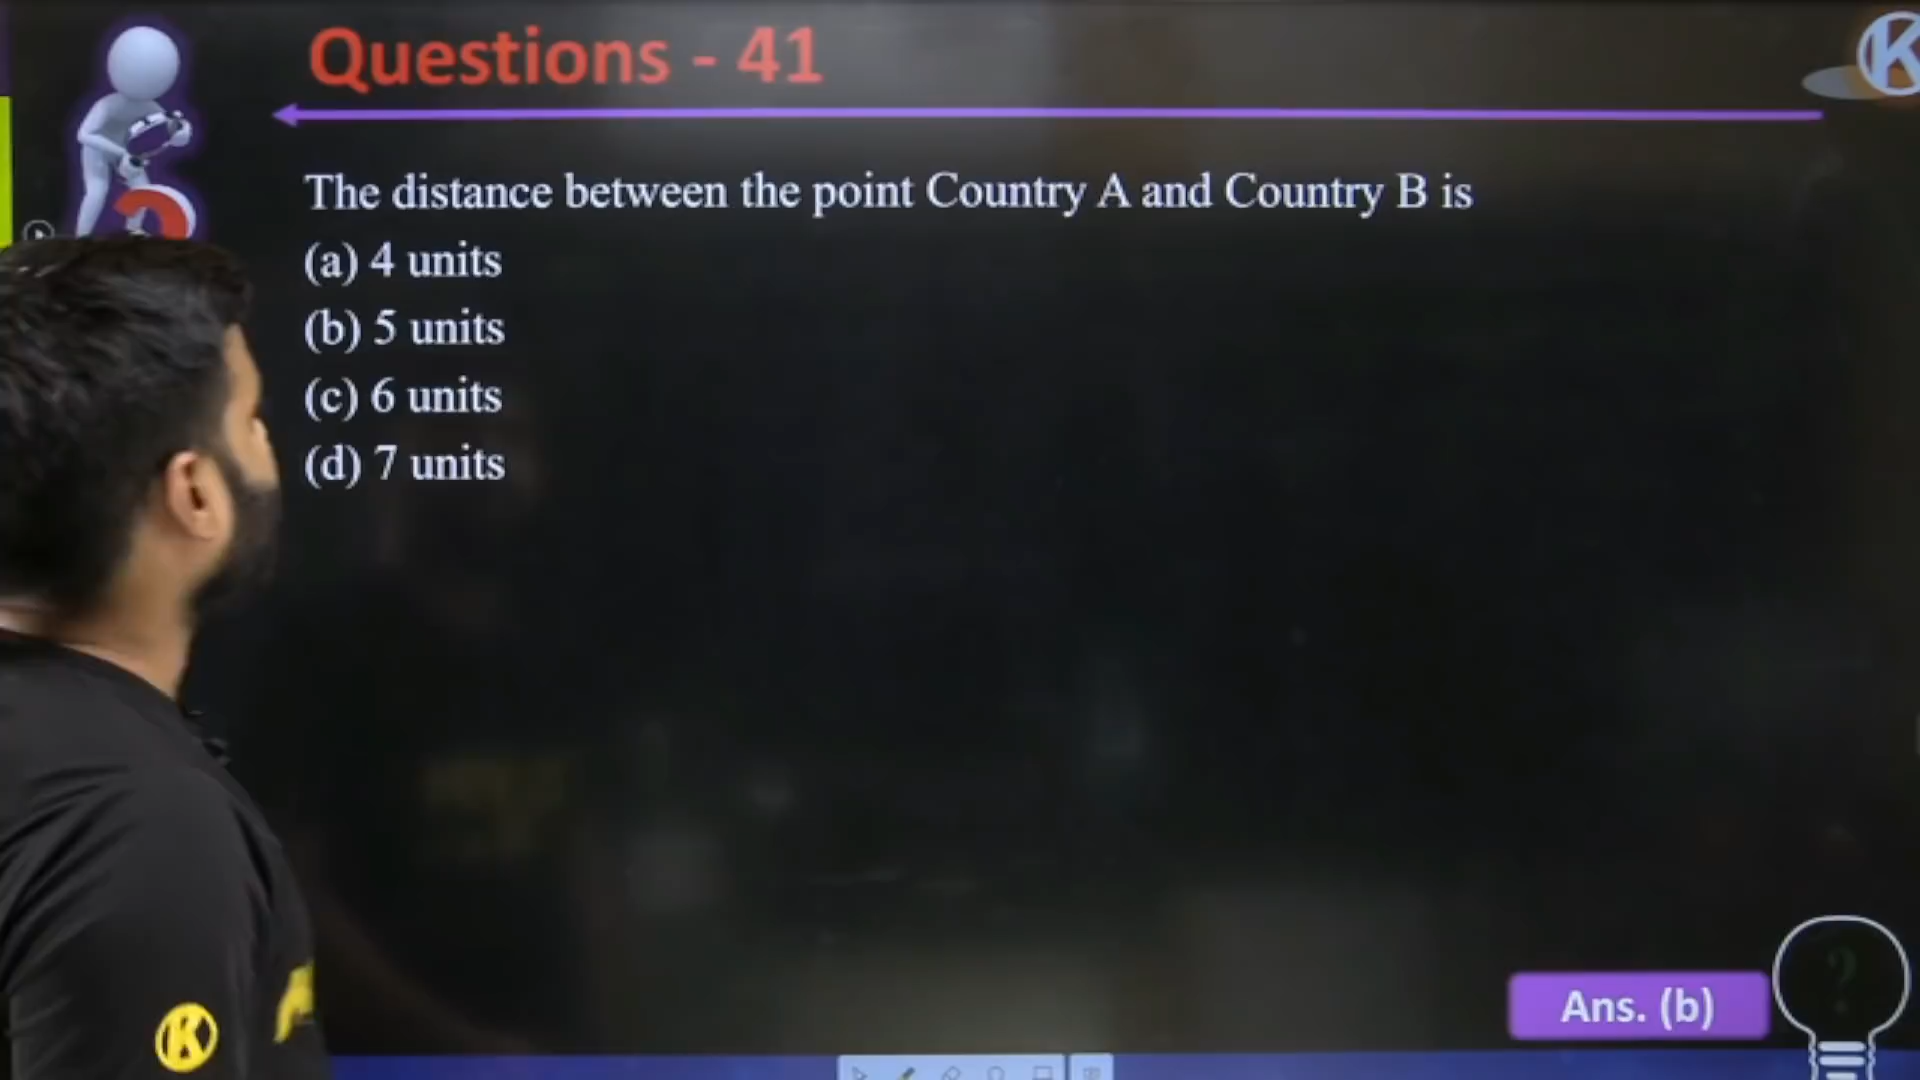 Questions - 41
K
The distance between the point Country A and Country B is
(a) 4 units
(b) 5 units
(c) 6 units
(d) 7 units
?
Ans. (b)
K